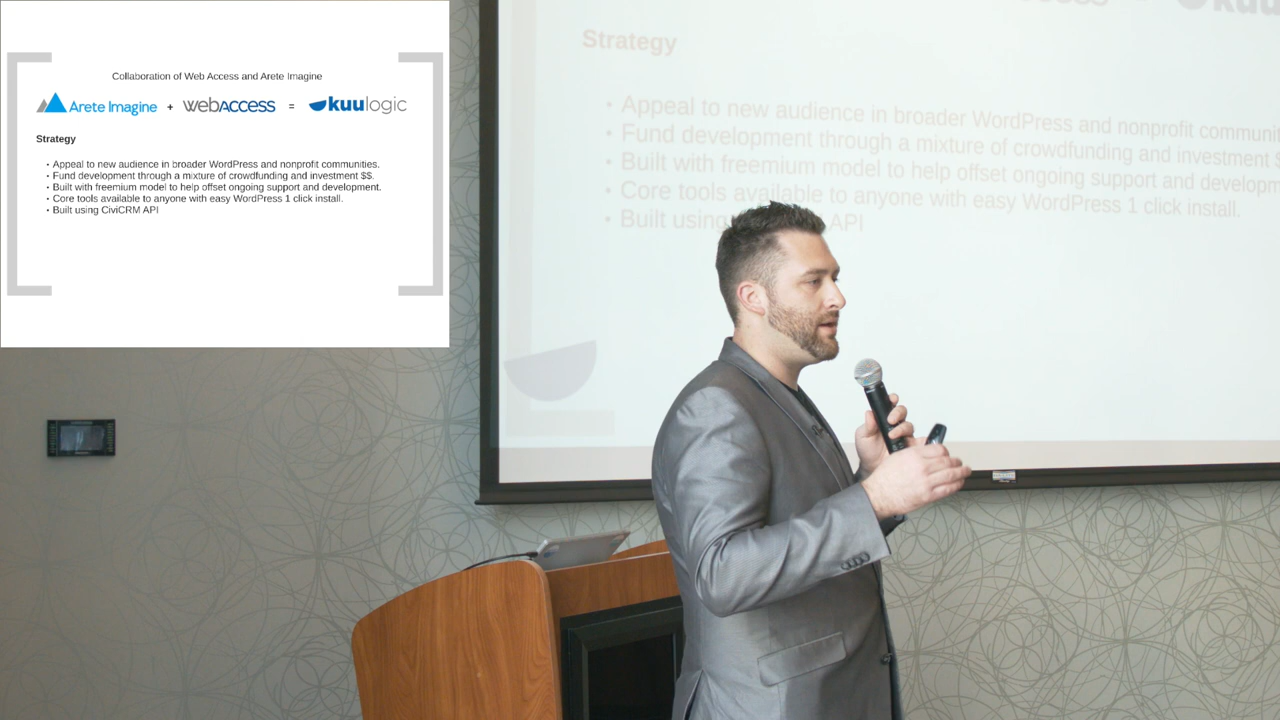 Collaboration of Web Access and Arete Imagine
Arete Imagine + webACCESS = kuulogic
Strategy
• Appeal to new audience in broader WordPress and nonprofit communities.
• Fund development through a mixture of crowdfunding and investment $$.
• Built with freemium model to help offset ongoing support and development.
• Core tools available to anyone with easy WordPress 1 click install.
• Built using CiviCRM API
kuu
Strategy
• Appeal to new audience in broader WordPress and nonprofit communi
• Fund development through a mixture of crowdfunding and investment $
• Built with freemium model to help offset ongoing support and developm
• Core tools available to anyone with easy WordPress 1 click install.
• Built using API